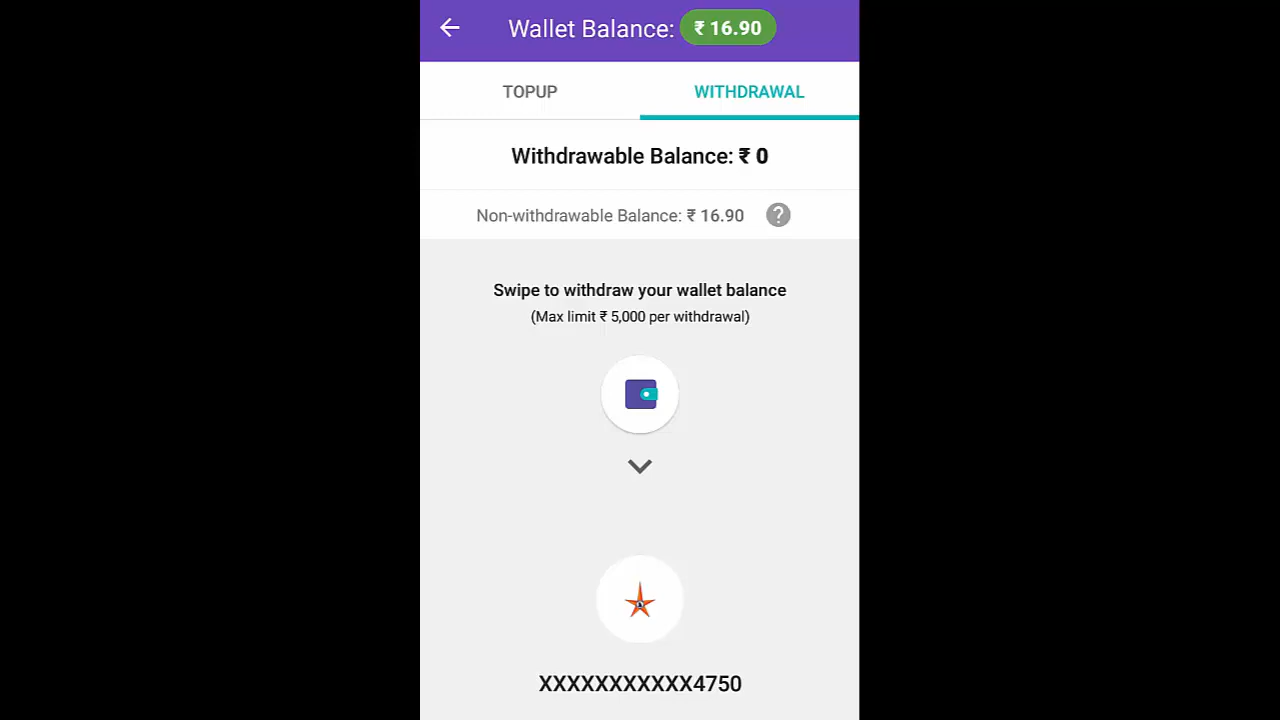 Wallet Balance: ₹ 16.90
TOPUP WITHDRAWAL
Withdrawable Balance: ₹ 0
Non-withdrawable Balance: ₹ 16.90 ?
Swipe to withdraw your wallet balance
(Max limit ₹ 5,000 per withdrawal)
XXXXXXXXXXX4750